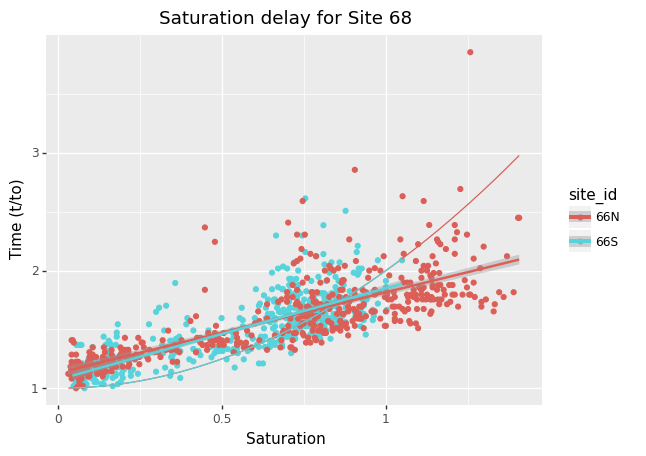 Saturation delay for Site 68
Time (t/to)
3
2
1
0
0.5
1
Saturation
site_id
66N
66S